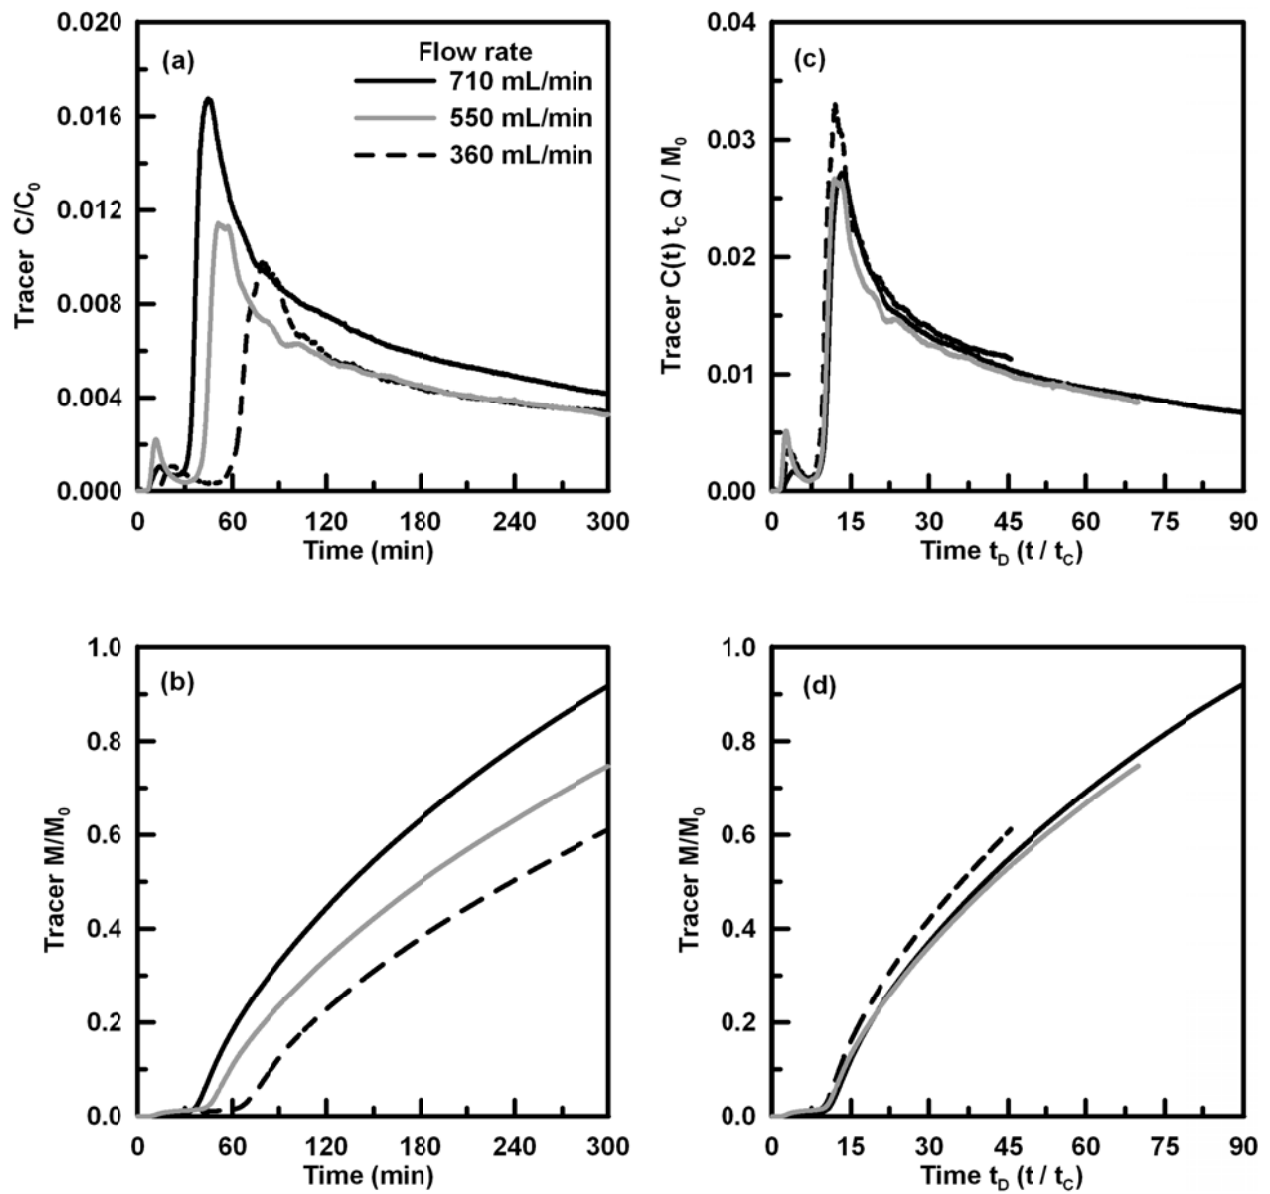 (a)
Flow rate
710 mL/min
550 mL/min
360 mL/min
0.020
0.016
0.012
0.008
0.004
0.000
Tracer C/C0
0 60 120 180 240 300
Time (min)
(c)
0.04
0.03
0.02
0.01
0.00
Tracer C(t) tC Q / M0
0 15 30 45 60 75 90
Time tD (t / tC)
(b)
1.0
0.8
0.6
0.4
0.2
0.0
Tracer M/M0
0 60 120 180 240 300
Time (min)
(d)
1.0
0.8
0.6
0.4
0.2
0.0
Tracer M/M0
0 15 30 45 60 75 90
Time tD (t / tC)